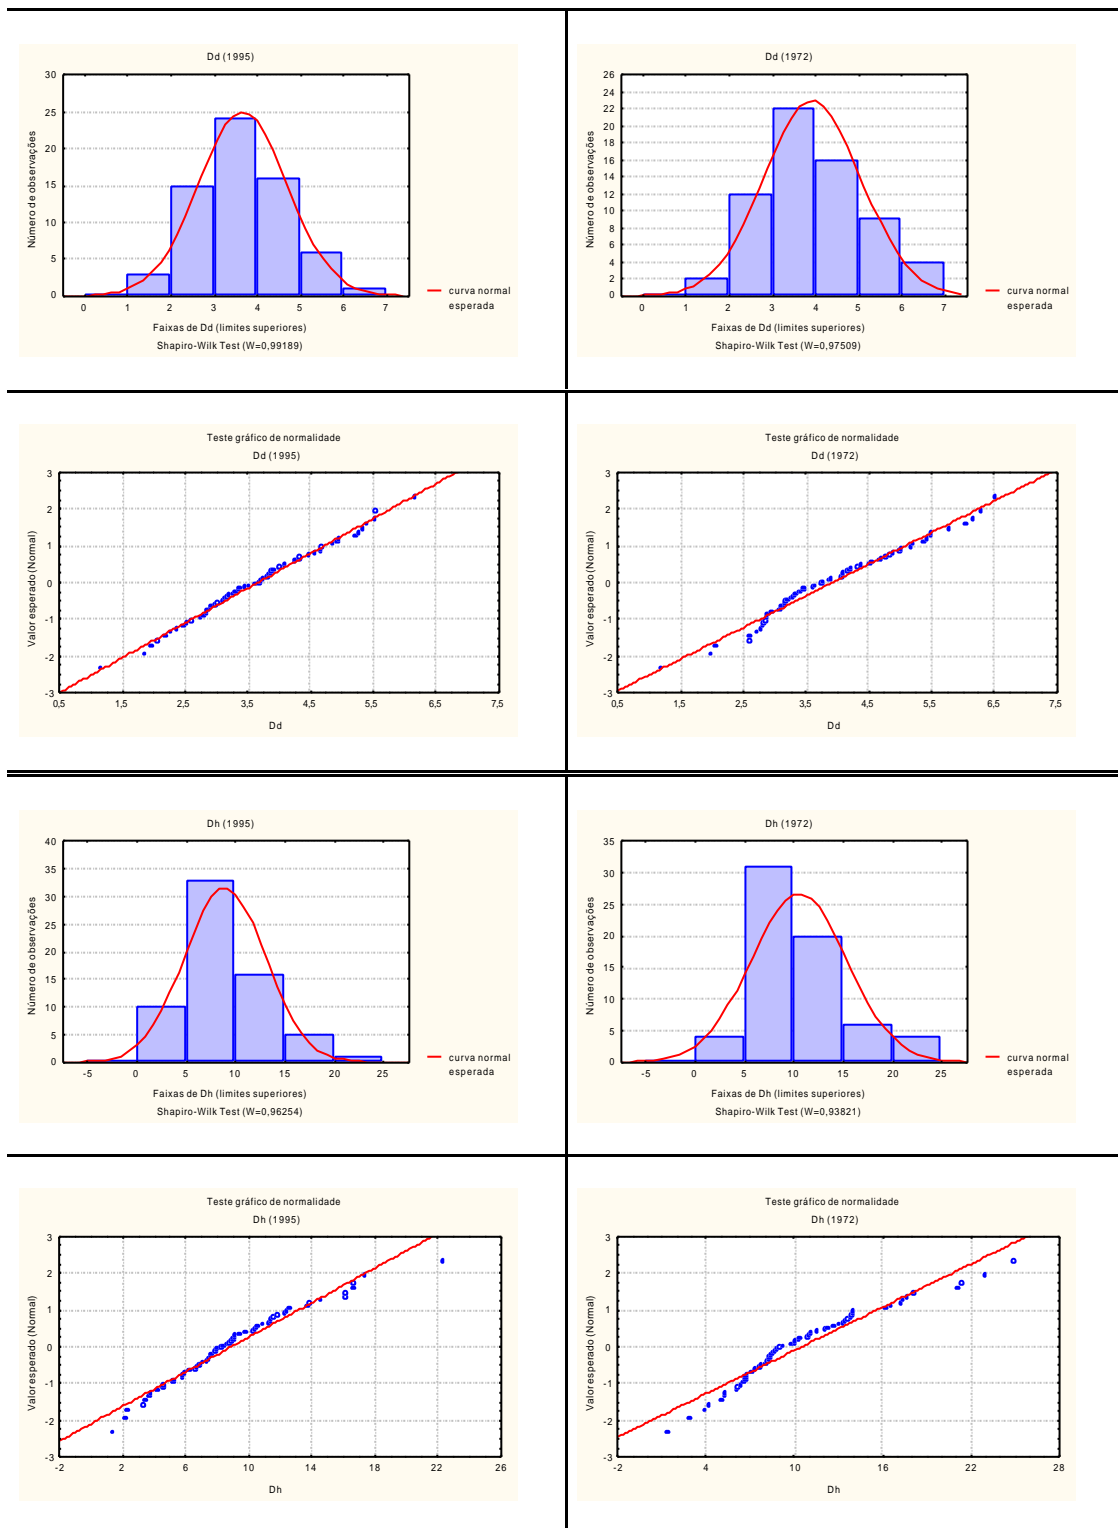 Dd (1995)
Número de observações
30
25
20
15
10
5
0
0 1 2 3 4 5 6 7
Faixas de Dd (limites superiores)
Shapiro-Wilk Test (W=0,99189)
curva normal
esperada
Dd (1972)
Número de observações
26
24
22
20
18
16
14
12
10
8
6
4
2
0
0 1 2 3 4 5 6 7
Faixas de Dd (limites superiores)
Shapiro-Wilk Test (W=0,97509)
curva normal
esperada
Teste gráfico de normalidade
Dd (1995)
Valor esperado (Normal)
3
2
1
0
-1
-2
-3
0,5 1,5 2,5 3,5 4,5 5,5 6,5 7,5
Dd
Teste gráfico de normalidade
Dd (1972)
Valor esperado (Normal)
3
2
1
0
-1
-2
-3
0,5 1,5 2,5 3,5 4,5 5,5 6,5 7,5
Dd
Dh (1995)
Número de observações
40
35
30
25
20
15
10
5
0
-5 0 5 10 15 20 25
Faixas de Dh (limites superiores)
Shapiro-Wilk Test (W=0,96254)
curva normal
esperada
Dh (1972)
Número de observações
35
30
25
20
15
10
5
0
-5 0 5 10 15 20 25
Faixas de Dh (limites superiores)
Shapiro-Wilk Test (W=0,93821)
curva normal
esperada
Teste gráfico de normalidade
Dh (1995)
Valor esperado (Normal)
3
2
1
0
-1
-2
-3
-2 2 6 10 14 18 22 26
Dh
Teste gráfico de normalidade
Dh (1972)
Valor esperado (Normal)
3
2
1
0
-1
-2
-3
-2 4 10 16 22 28
Dh